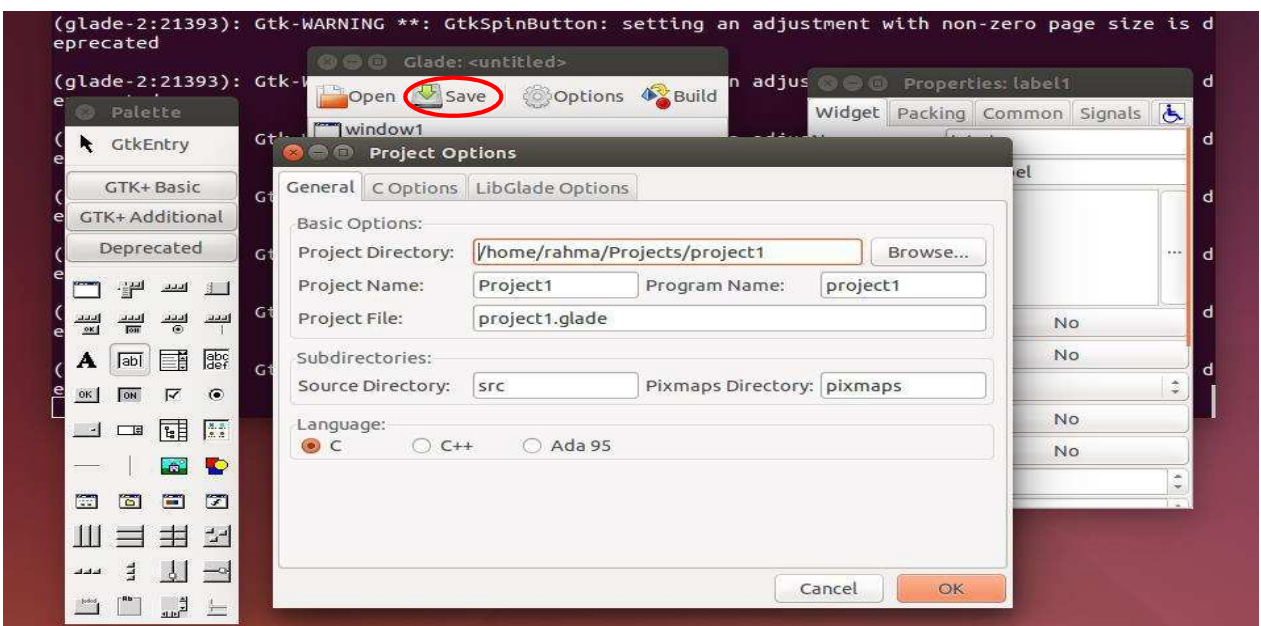 (glade-2:21393): Gtk-WARNING **: GtkSpinButton: setting an adjustment with non-zero page size is d
eprecated
Glade: <untitled>
(glade-2:21393): Gtk-W
n adjus
d
Properties: label1
Palette
Open Save Options Build
Widget Packing Common Signals
window1
GtkEntry
Project Options
General C Options LibGlade Options
GTK+ Basic
GTK+ Additional
Deprecated
Basic Options:
Project Directory: /home/rahma/Projects/project1 Browse...
...
Project Name: Project1 Program Name: project1
Project File: project1.glade
No
Subdirectories:
No
Source Directory: src Pixmaps Directory: pixmaps
Language:
No
C C++ Ada 95
No
Cancel OK